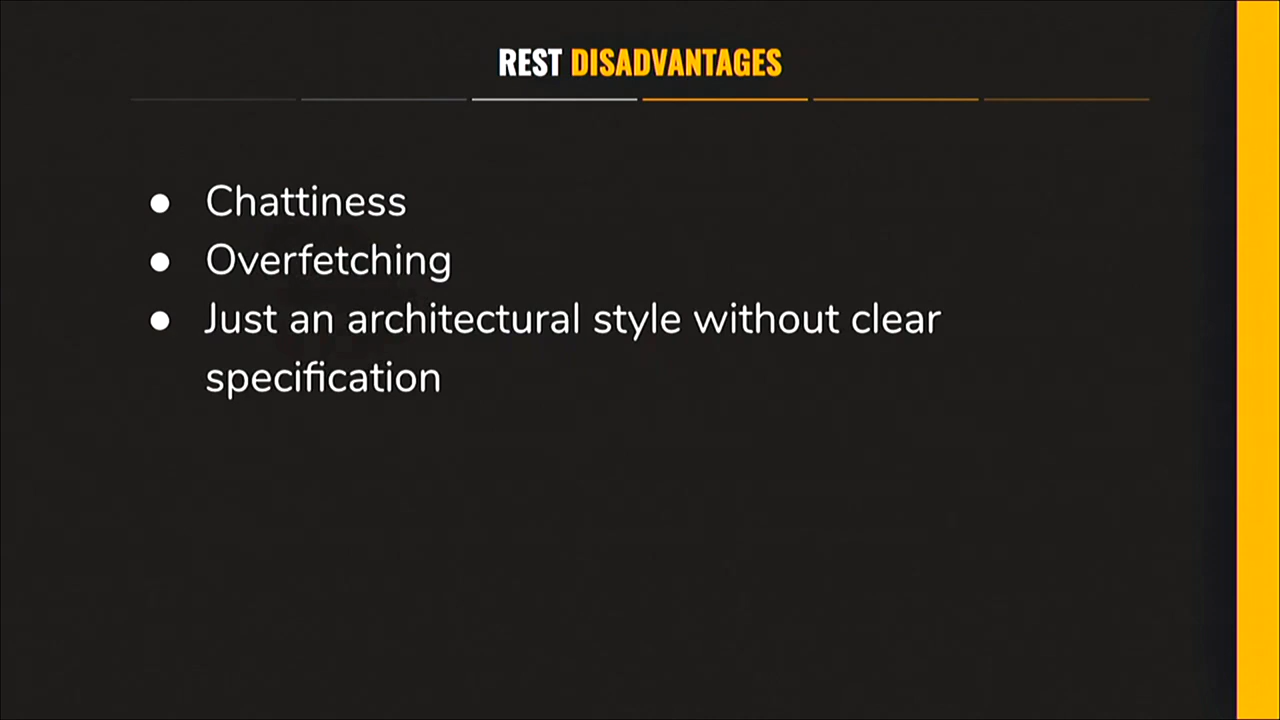 REST DISADVANTAGES
● Chattiness
● Overfetching
● Just an architectural style without clear
specification